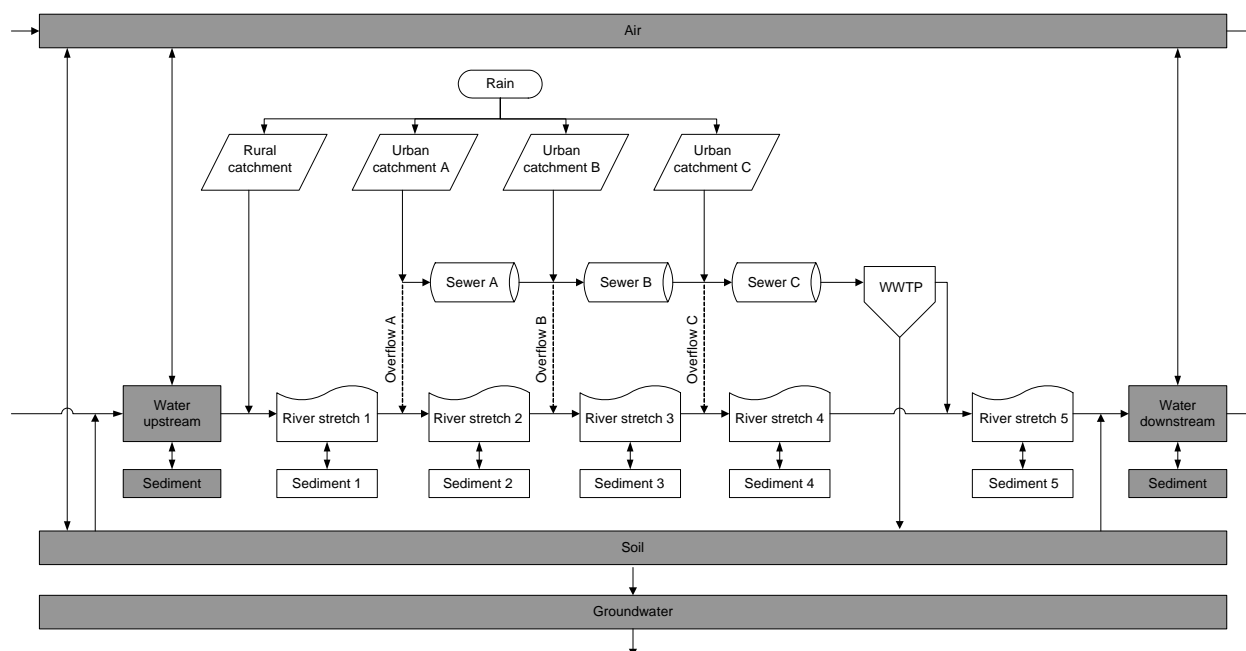 Air
Rain
Rural
catchment
Urban
catchment A
Urban
catchment B
Urban
catchment C
Sewer A
Sewer B
Sewer C
WWTP
Overflow A
Overflow B
Overflow C
Water
upstream
River stretch 1
River stretch 2
River stretch 3
River stretch 4
River stretch 5
Water
downstream
Sediment
Sediment 1
Sediment 2
Sediment 3
Sediment 4
Sediment 5
Sediment
Soil
Groundwater